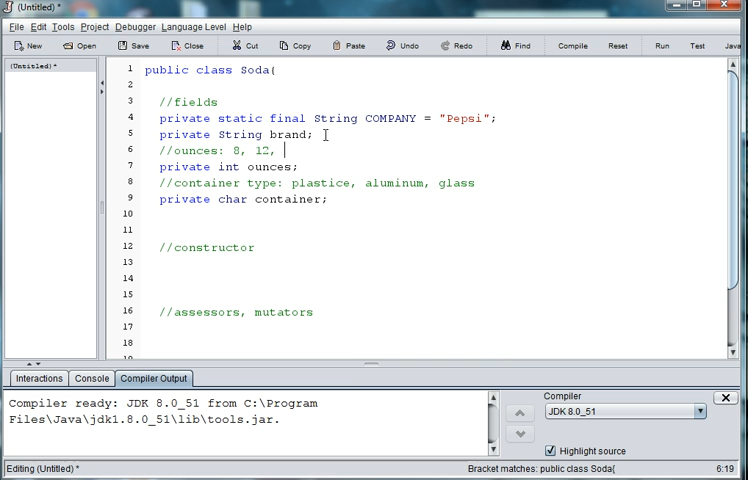 (Untitled) *
File Edit Tools Project Debugger Language Level Help
New Open Save Close Cut Copy Paste Undo Redo Find Compile Reset Run Test Java
(Untitled) *
1 public class Soda{
2
3 //fields
4 private static final String COMPANY = "Pepsi";
5 private String brand;
6 //ounces: 8, 12,
7 private int ounces;
8 //container type: plastice, aluminum, glass
9 private char container;
10
11
12 //constructor
13
14
15
16 //assessors, mutators
17
18
Interactions Console Compiler Output
Compiler ready: JDK 8.0_51 from C:\Program
Files\Java\jdk1.8.0_51\lib\tools.jar.
Compiler
JDK 8.0_51
Highlight source
Editing (Untitled) * Bracket matches: public class Soda{ 6:19